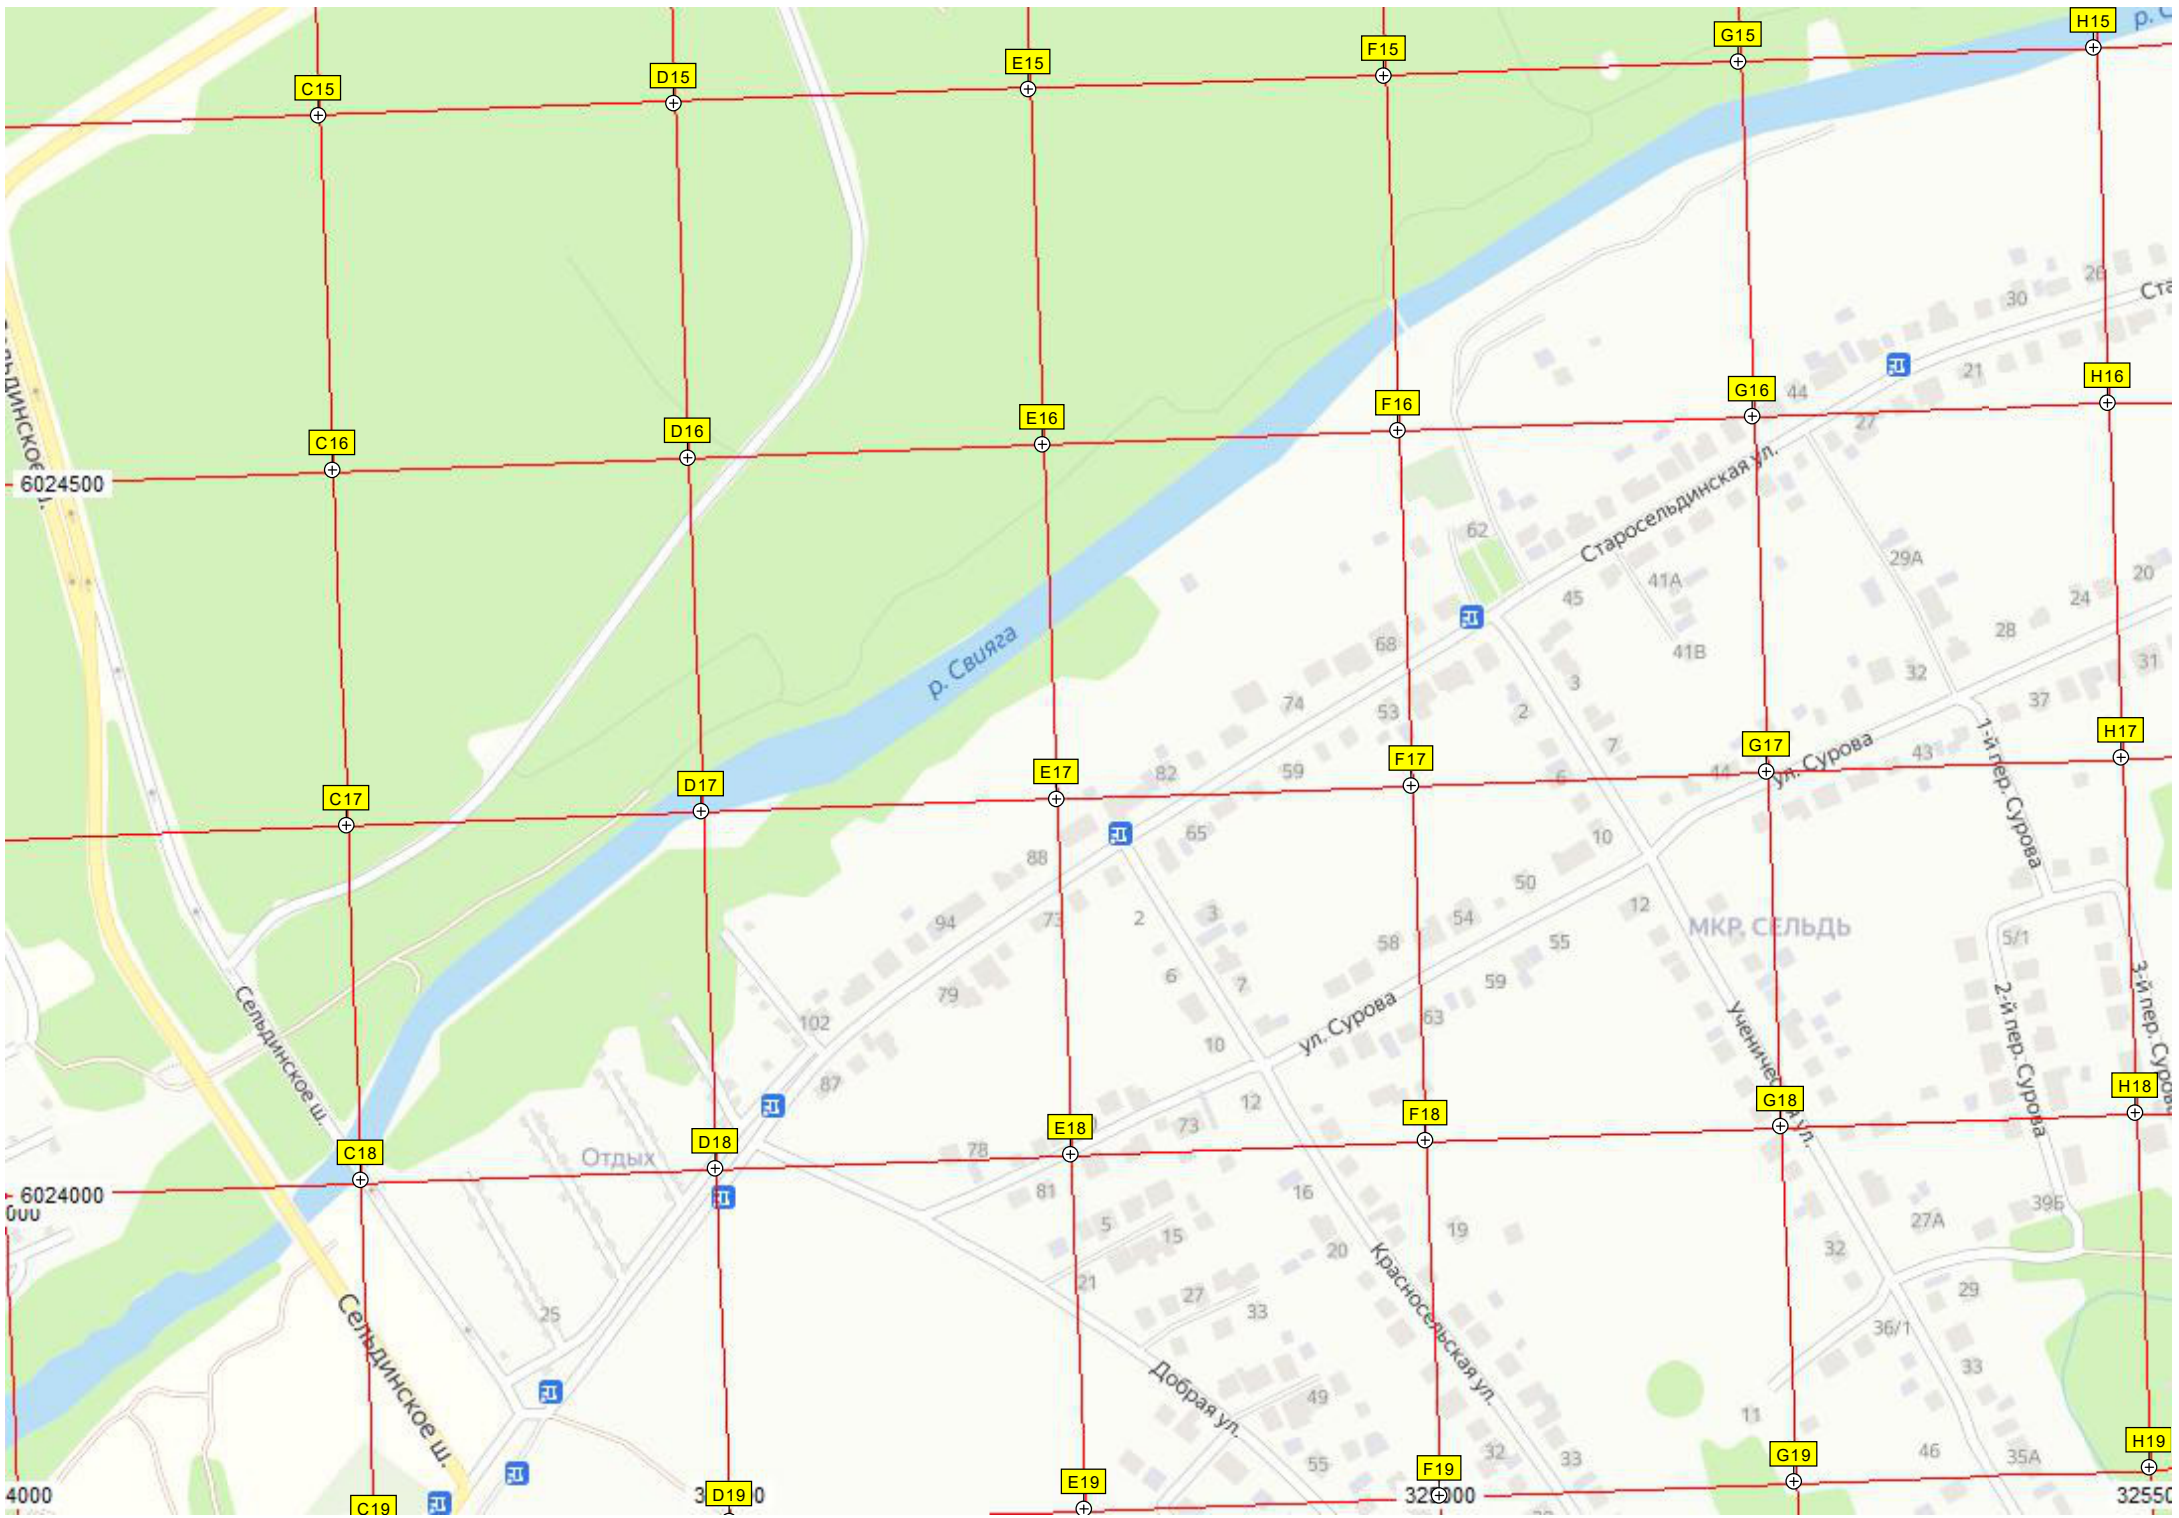 H15
G15
F15
E15
D15
C15
26
30
Ста
21
44
H16
G16
27
F16
E16
D16
C16
6024500
Старосельдинская ул.
62
29А
41А
45
20
24
28
68
41В
31
32
р. Свияга
3
37
74
53
2
H17
1-й пер. Сурова
7
43
ул. Сурова
G17
44
6
F17
59
82
E17
D17
C17
65
10
88
50
12
МКР. СЕЛЬДЬ
54
3
2
73
94
58
55
5/1
6
7
59
79
63
ул. Сурова
102
10
Сельдинское ш.
2-й пер. Сурова
3-й пер. Сурова
87
12
H18
G18
F18
73
E18
78
D18
Отдых
C18
6024000
81
16
39Б
27А
5
15
19
20
32
21
27
33
29
25
36/1
Красносельская ул.
Сельдинское ш.
33
Добрая ул.
49
11
46
35А
H19
G19
32
33
55
F19
E19
D19
C19
4000